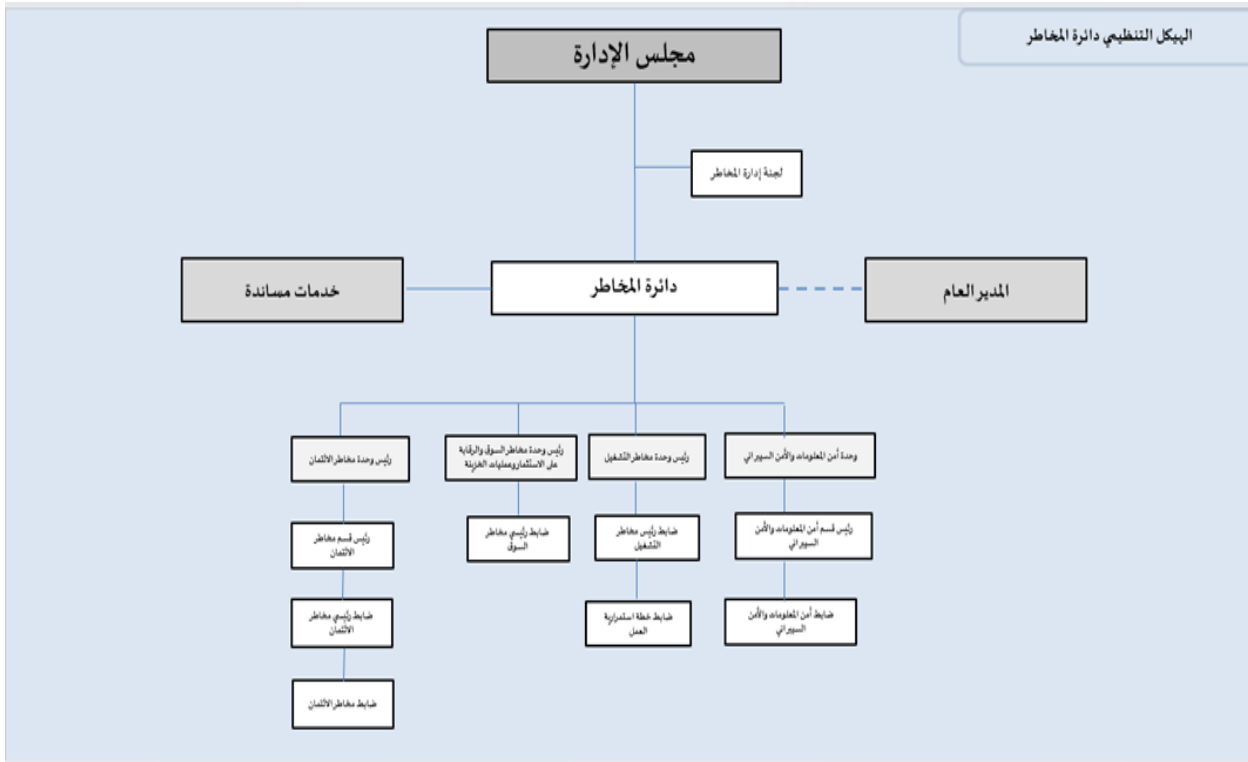 الهيكل التنظيمي دائرة المخاطر
مجلس الإدارة
لجنة إدارة المخاطر
المدير العام
دائرة المخاطر
خدمات مساندة
وحدة أمن المعلومات والأمن السيبراني
رئيس وحدة مخاطر التشغيل
رئيس وحدة مخاطر السوق والرقابة
على الاستثمار وعمليات الخزينة
رئيس وحدة مخاطر الائتمان
رئيس قسم أمن المعلومات والأمن
السيبراني
ضابط رئيس مخاطر
التشغيل
ضابط رئيسي مخاطر
السوق
رئيس قسم مخاطر
الائتمان
ضابط أمن المعلومات والأمن
السيبراني
ضابط خطة استمرارية
العمل
ضابط رئيسي مخاطر
الائتمان
ضابط مخاطر الائتمان